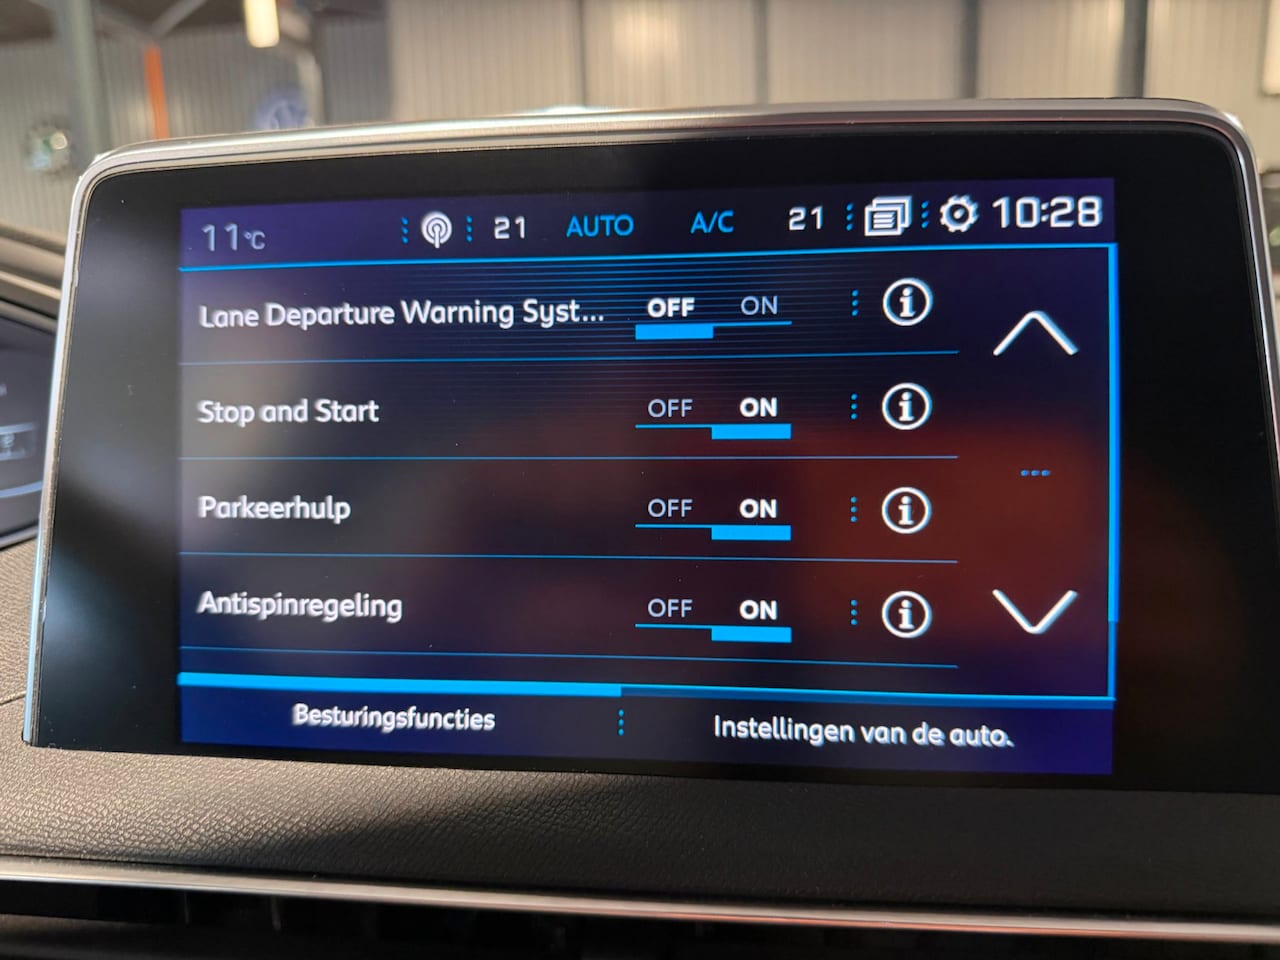 11°C 21 AUTO A/C 21 10:28
Lane Departure Warning Syst... OFF ON
Stop and Start OFF ON
Parkeerhulp OFF ON
Antispinregeling OFF ON
Besturingsfuncties Instellingen van de auto.